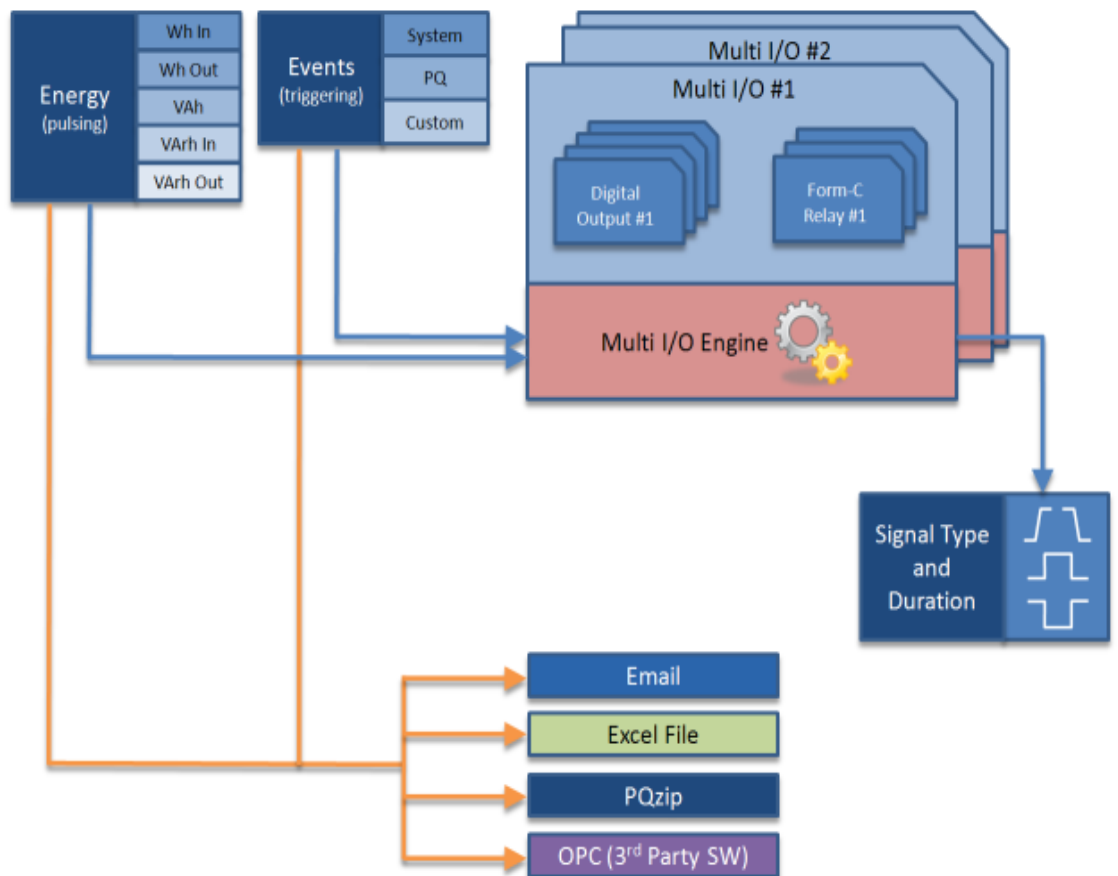 Energy
(pulsing)
Wh In
Wh Out
VAh
VArh In
VArh Out
Events
(triggering)
System
PQ
Custom
Multi I/O #2
Multi I/O #1
Digital
Output #1
Form-C
Relay #1
Multi I/O Engine
Signal Type
and
Duration
Email
Excel File
PQzip
OPC (3rd Party SW)